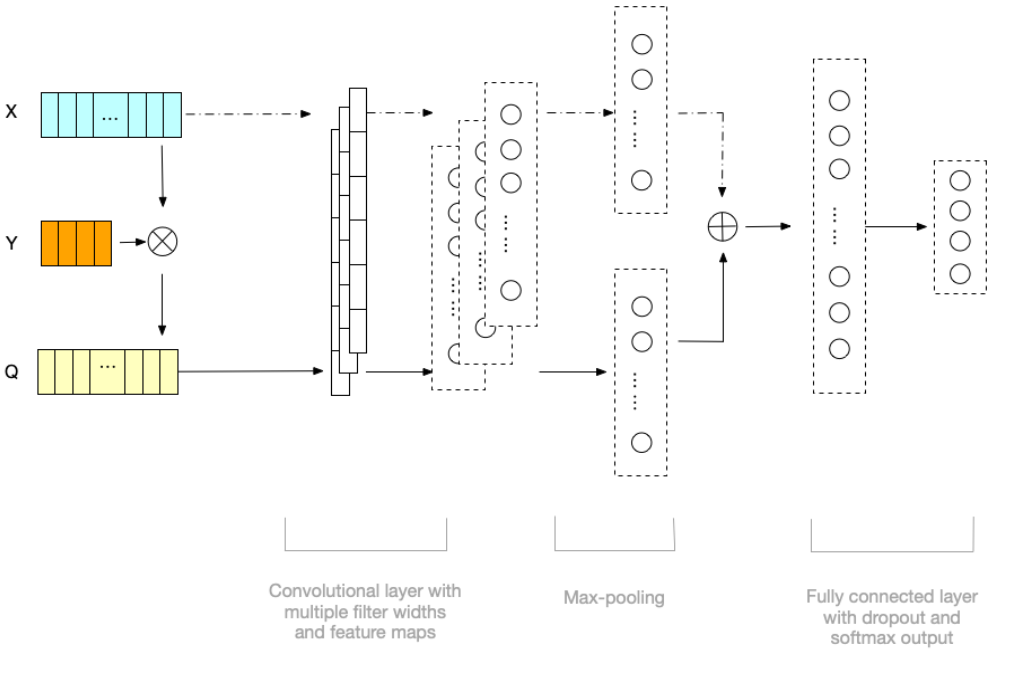 X
...
Y
Q
...
Convolutional layer with
multiple filter widths
and feature maps
Max-pooling
Fully connected layer
with dropout and
softmax output